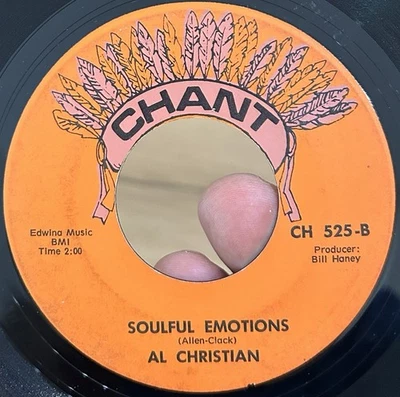 CHANT
Edwina Music
BMI
Time 2:00
CH 525-B
Producer:
Bill Haney
SOULFUL EMOTIONS
(Allen-Clack)
AL CHRISTIAN